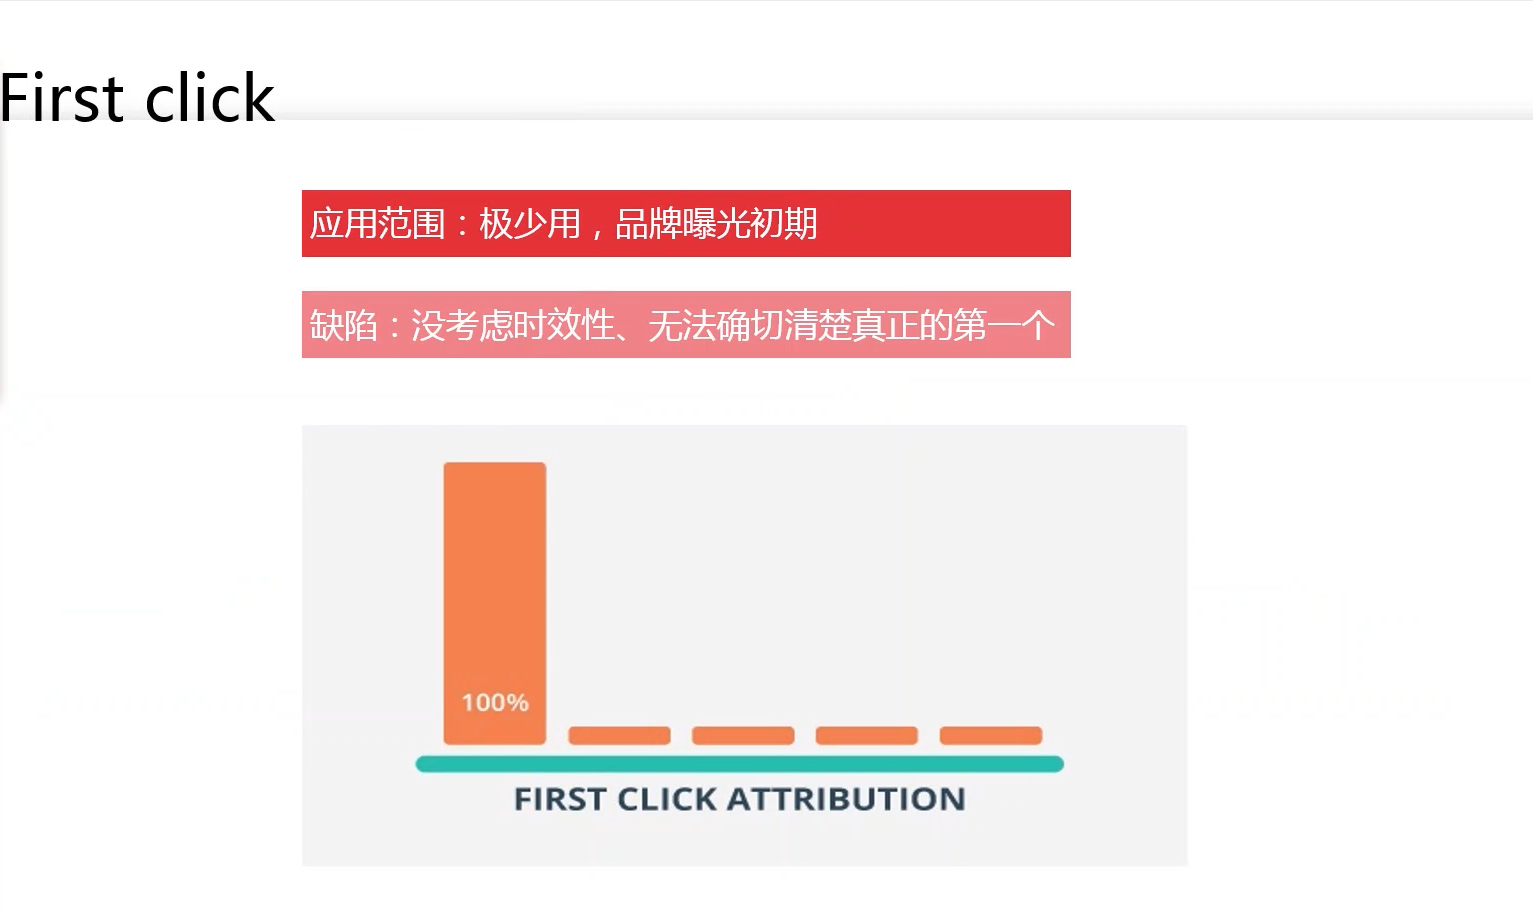 First click
应用范围：极少用，品牌曝光初期
缺陷：没考虑时效性、无法确切清楚真正的第一个
100%
FIRST CLICK ATTRIBUTION